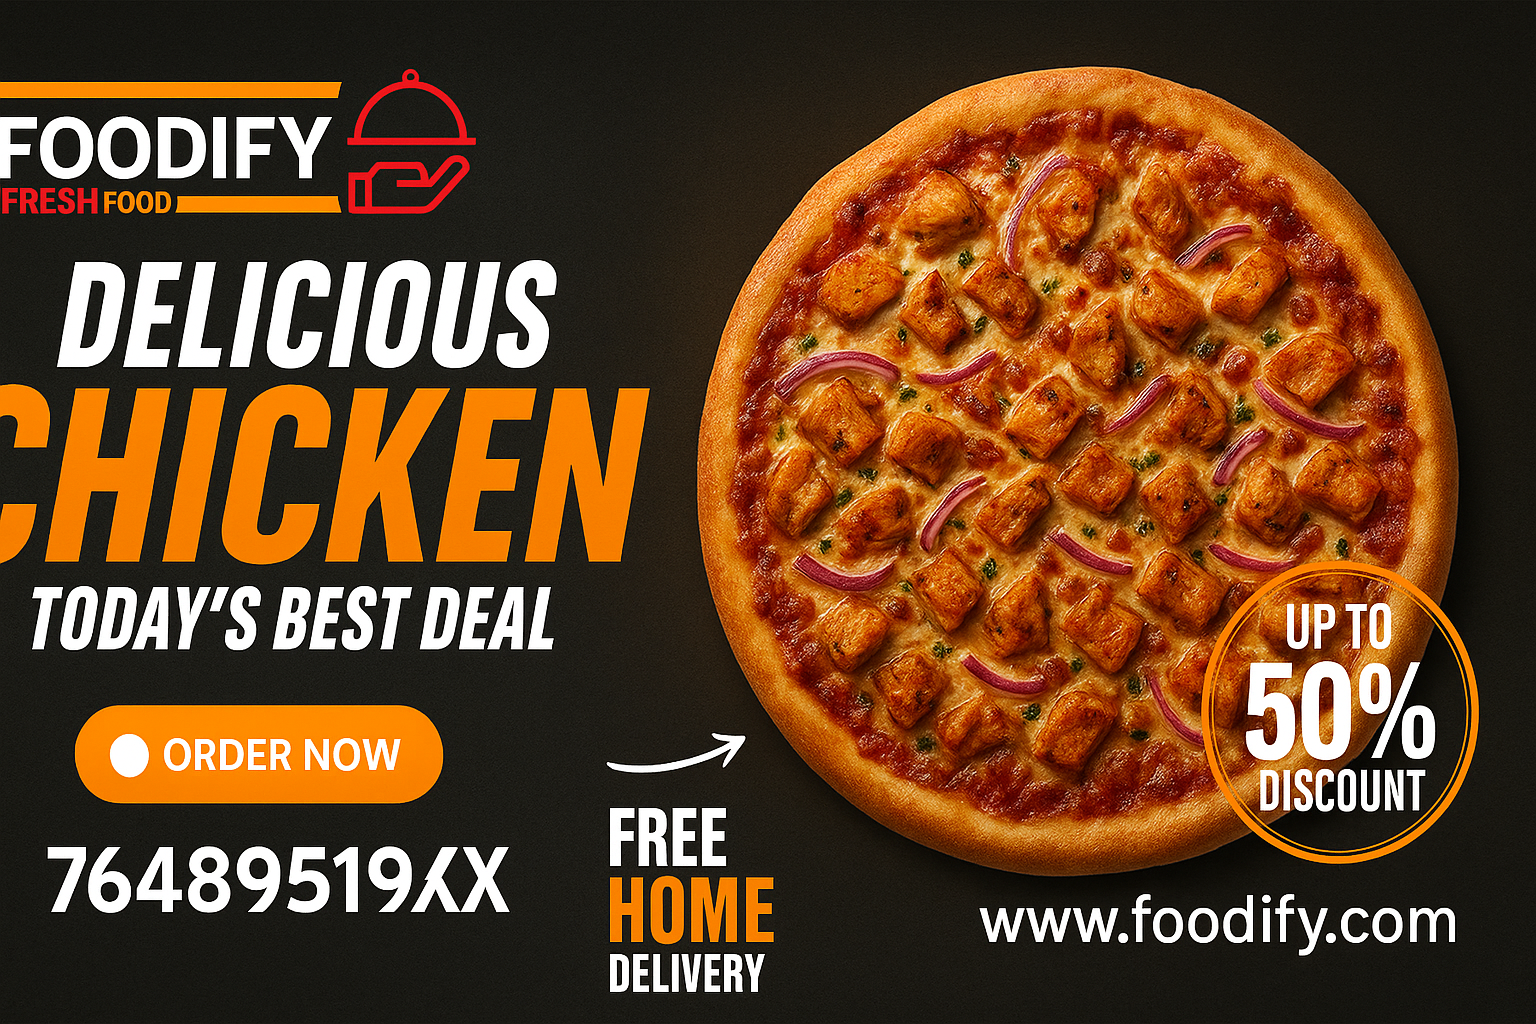 FOODIFY
FRESH FOOD
DELICIOUS
CHICKEN
TODAY'S BEST DEAL
ORDER NOW
76489519XX
FREE
HOME
DELIVERY
UP TO
50%
DISCOUNT
www.foodify.com